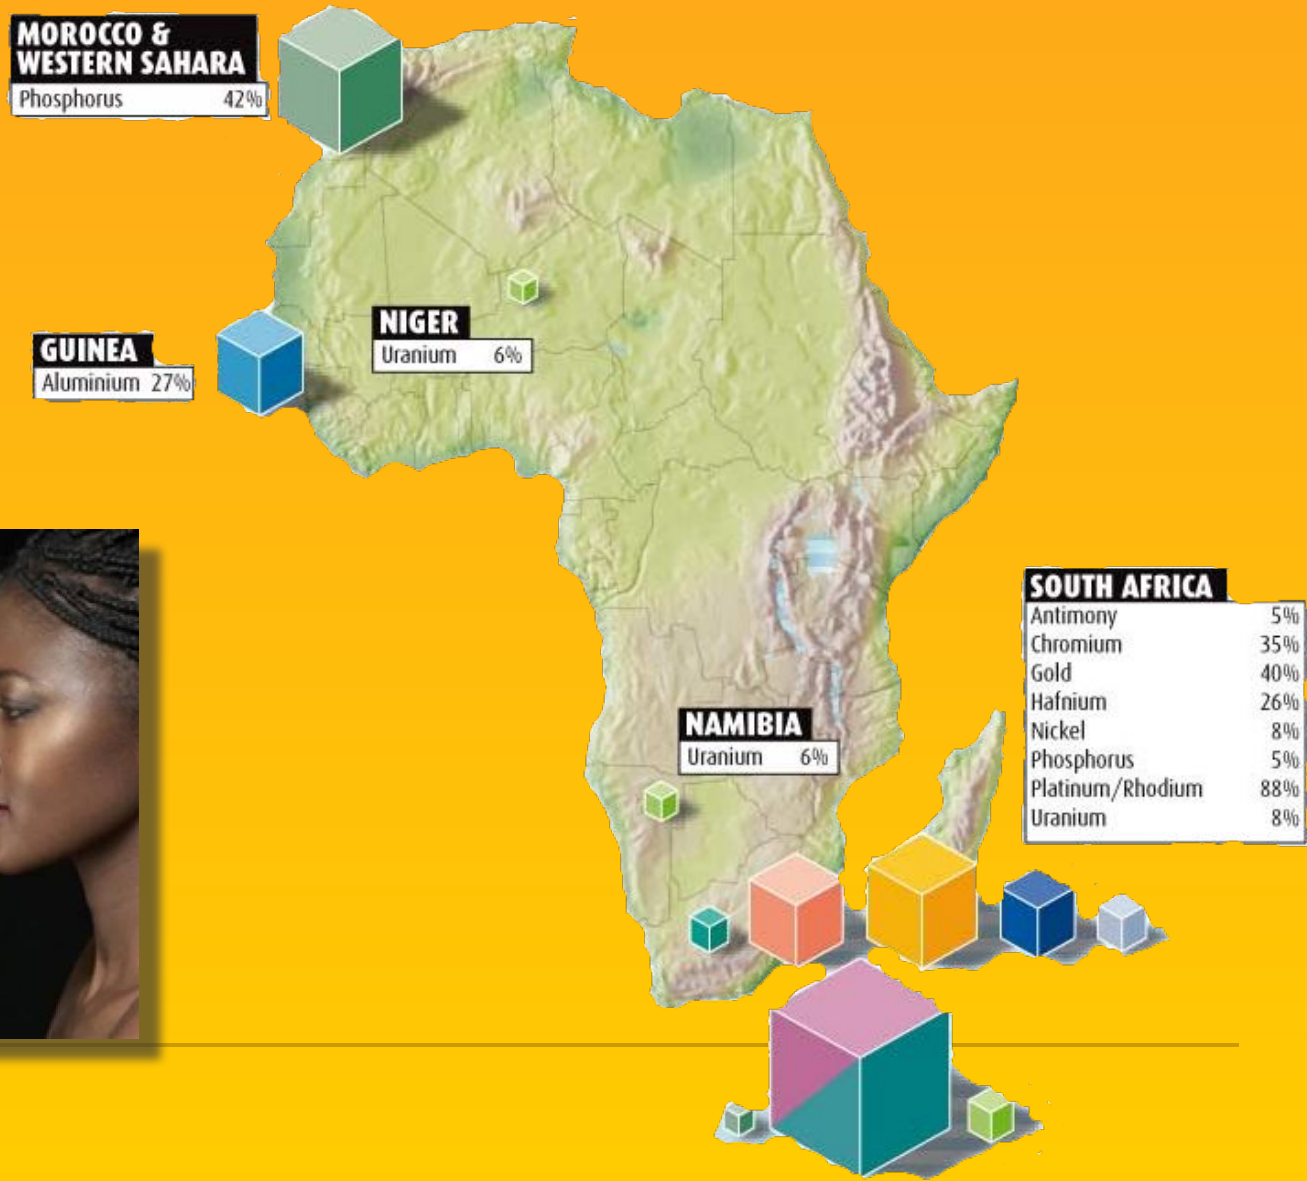 MOROCCO &
WESTERN SAHARA
Phosphorus 42%
GUINEA
Aluminium 27%
NIGER
Uranium 6%
NAMIBIA
Uranium 6%
SOUTH AFRICA
Antimony 5%
Chromium 35%
Gold 40%
Hafnium 26%
Nickel 8%
Phosphorus 5%
Platinum/Rhodium 88%
Uranium 8%